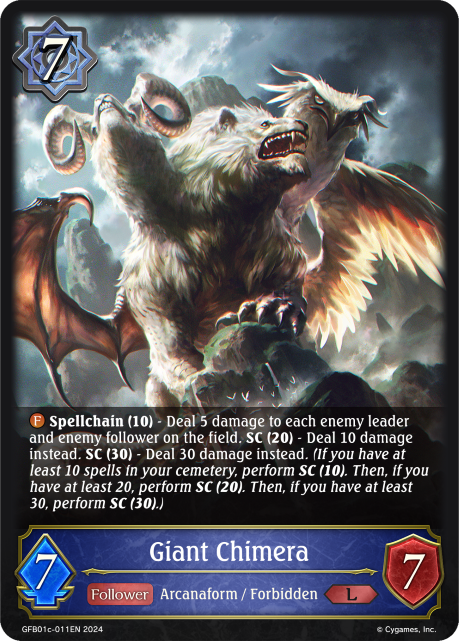 7
F Spellchain (10) - Deal 5 damage to each enemy leader
and enemy follower on the field. SC (20) - Deal 10 damage
instead. SC (30) - Deal 30 damage instead. (If you have at
least 10 spells in your cemetery, perform SC (10). Then, if you
have at least 20, perform SC (20). Then, if you have at least
30, perform SC (30).)
Giant Chimera
7
Follower Arcanaform / Forbidden L
7
GFB01c-011EN 2024
© Cygames, Inc.